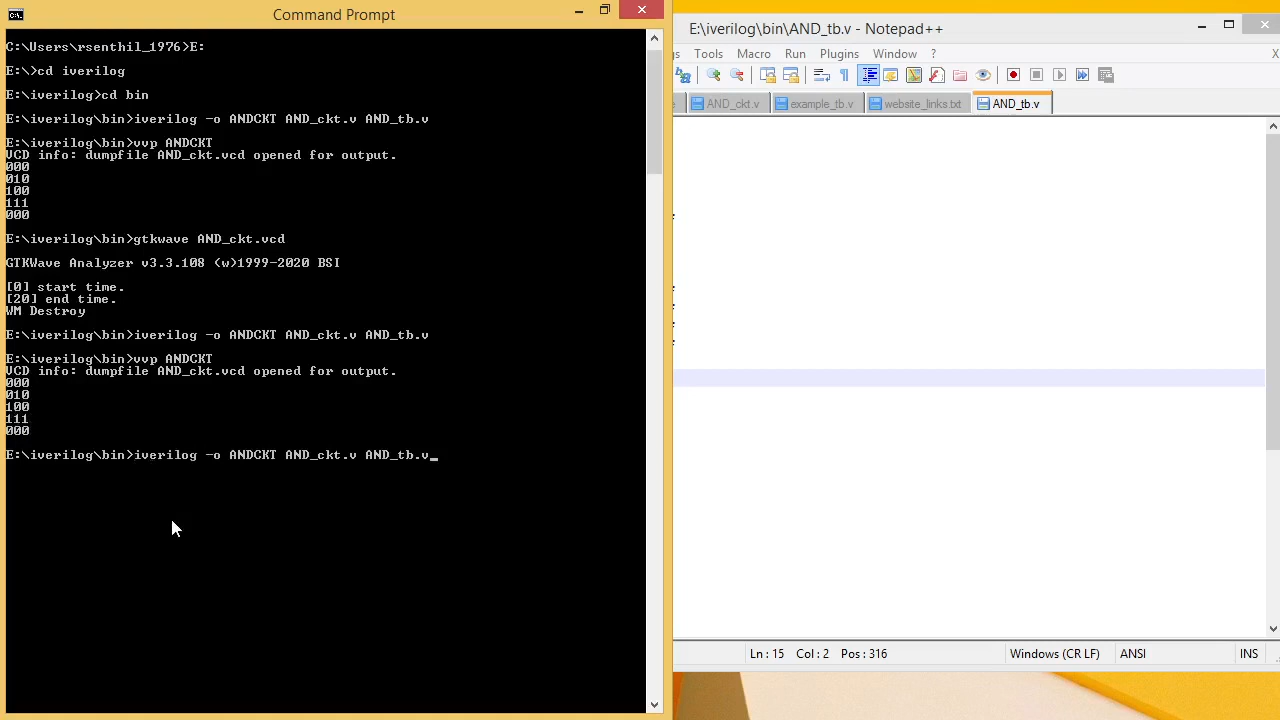 Command Prompt
C:\Users\rsenthil_1976>E:
E:\>cd iverilog
E:\iverilog>cd bin
E:\iverilog\bin>iverilog -o ANDCKT AND_ckt.v AND_tb.v
E:\iverilog\bin>vvp ANDCKT
VCD info: dumpfile AND_ckt.vcd opened for output.
000
010
100
111
000
E:\iverilog\bin>gtkwave AND_ckt.vcd
GTKWave Analyzer v3.3.108 (w)1999-2020 BSI
[0] start time.
[20] end time.
WM Destroy
E:\iverilog\bin>iverilog -o ANDCKT AND_ckt.v AND_tb.v
E:\iverilog\bin>vvp ANDCKT
VCD info: dumpfile AND_ckt.vcd opened for output.
000
010
100
111
000
E:\iverilog\bin>iverilog -o ANDCKT AND_ckt.v AND_tb.v
E:\iverilog\bin\AND_tb.v - Notepad++
Tools Macro Run Plugins Window ? X
AND_ckt.v example_tb.v website_links.txt AND_tb.v
Ln : 15 Col : 2 Pos : 316 Windows (CR LF) ANSI INS